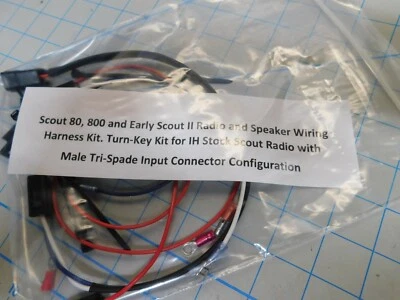 Scout 80, 800 and Early Scout II Radio and Speaker Wiring
Harness Kit. Turn-Key Kit for IH Stock Scout Radio with
Male Tri-Spade Input Connector Configuration